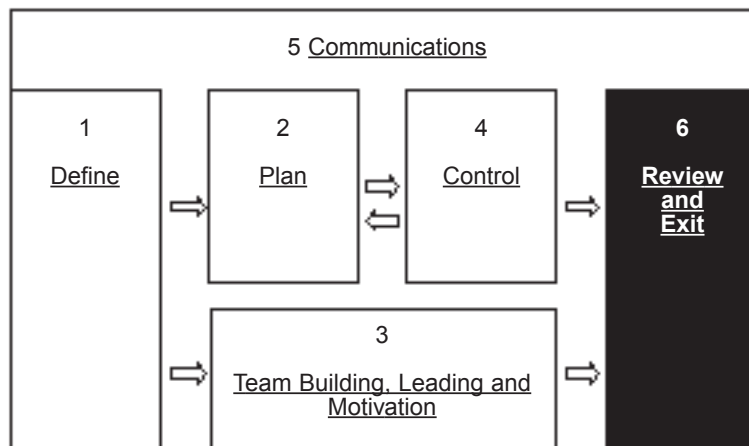 5 Communications
1
Define
2
Plan
4
Control
6
Review
and
Exit
3
Team Building, Leading and
Motivation